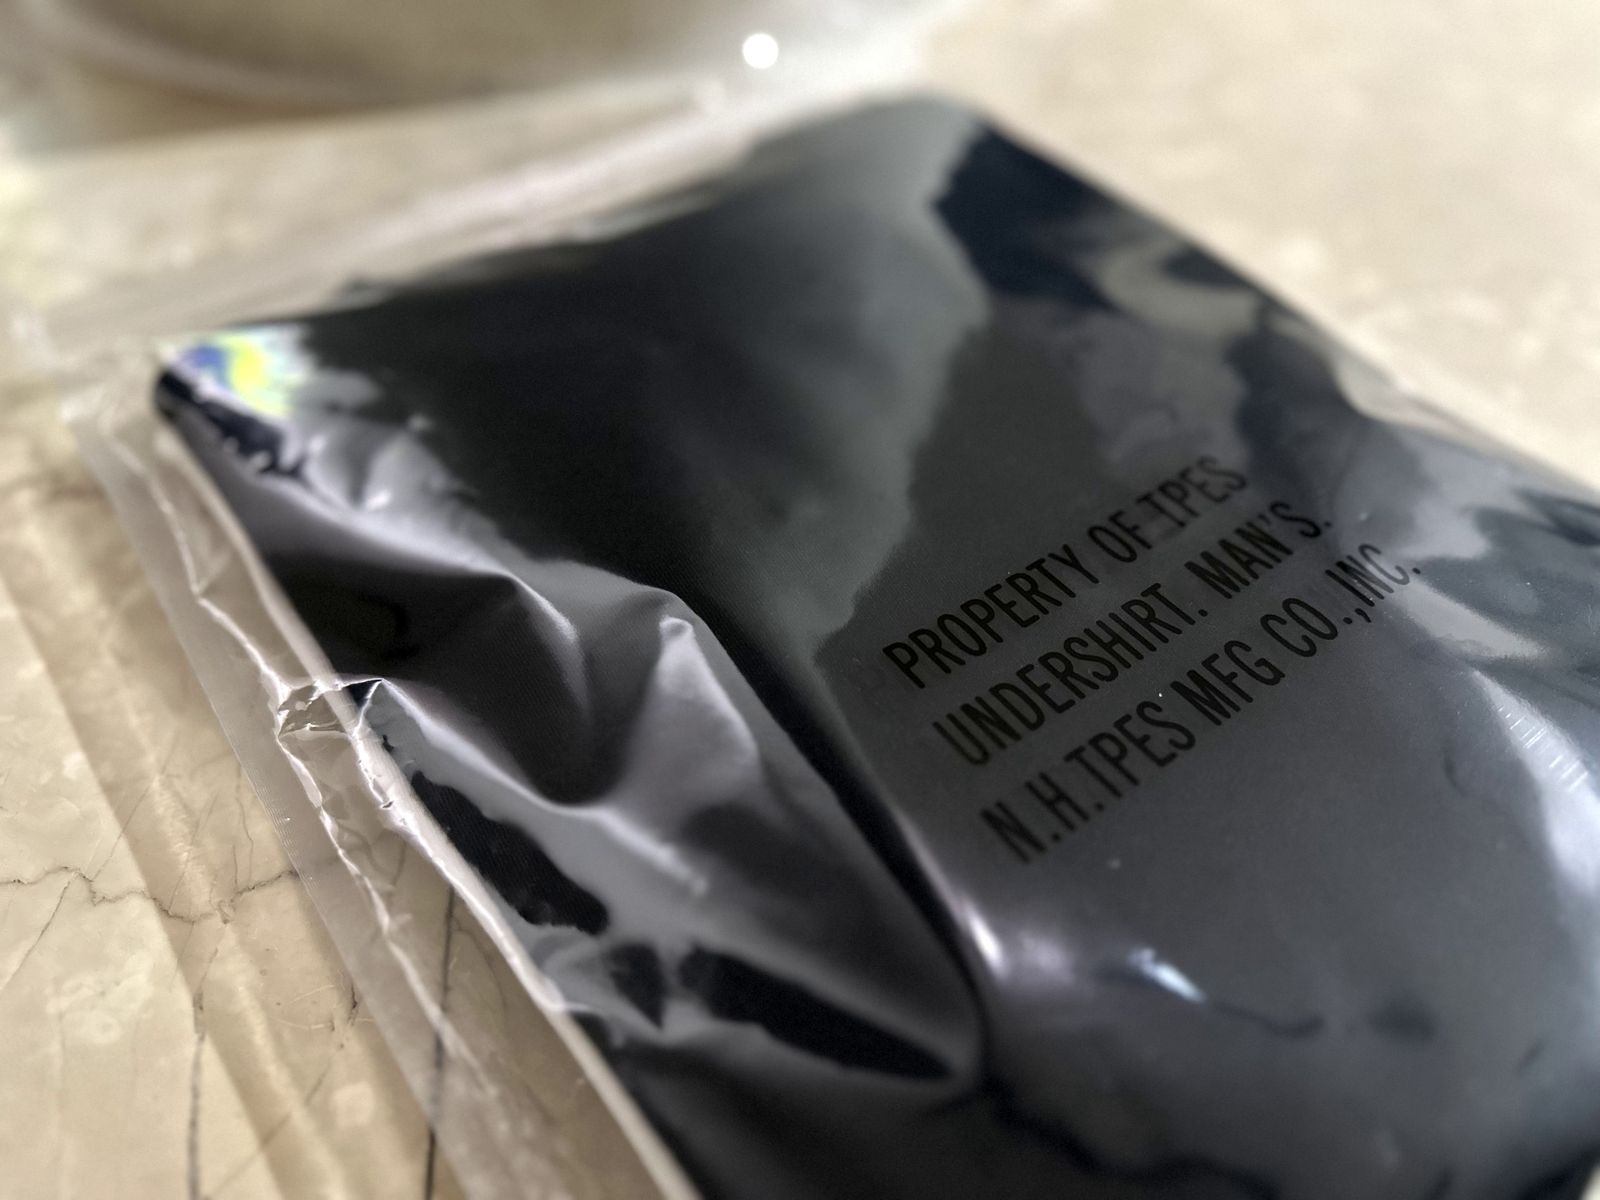 PROPERTY OF TPES
UNDERSHIRT. MAN'S.
N.H.TPES MFG CO.,INC.